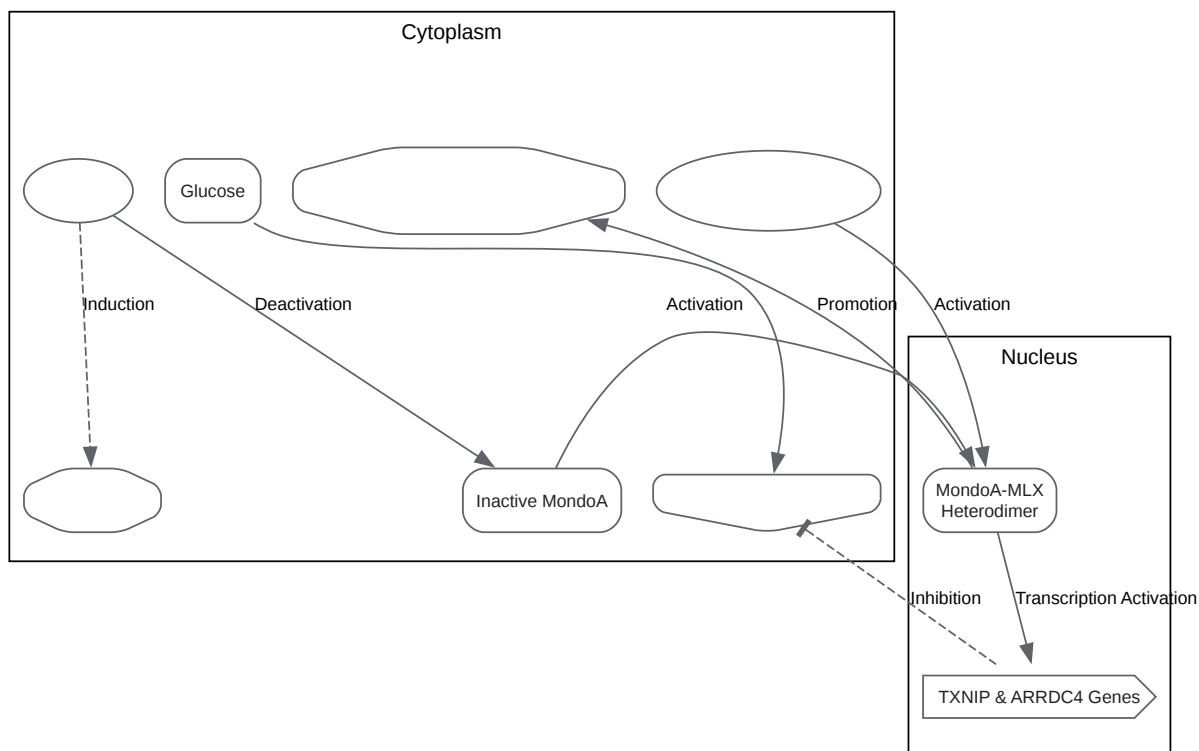 Cytoplasm
Glucose
Induction
Deactivation
Activation
Promotion
Activation
Nucleus
Inactive MondoA
MondoA-MLX
Heterodimer
Inhibition
Transcription Activation
TXNIP & ARRDC4 Genes